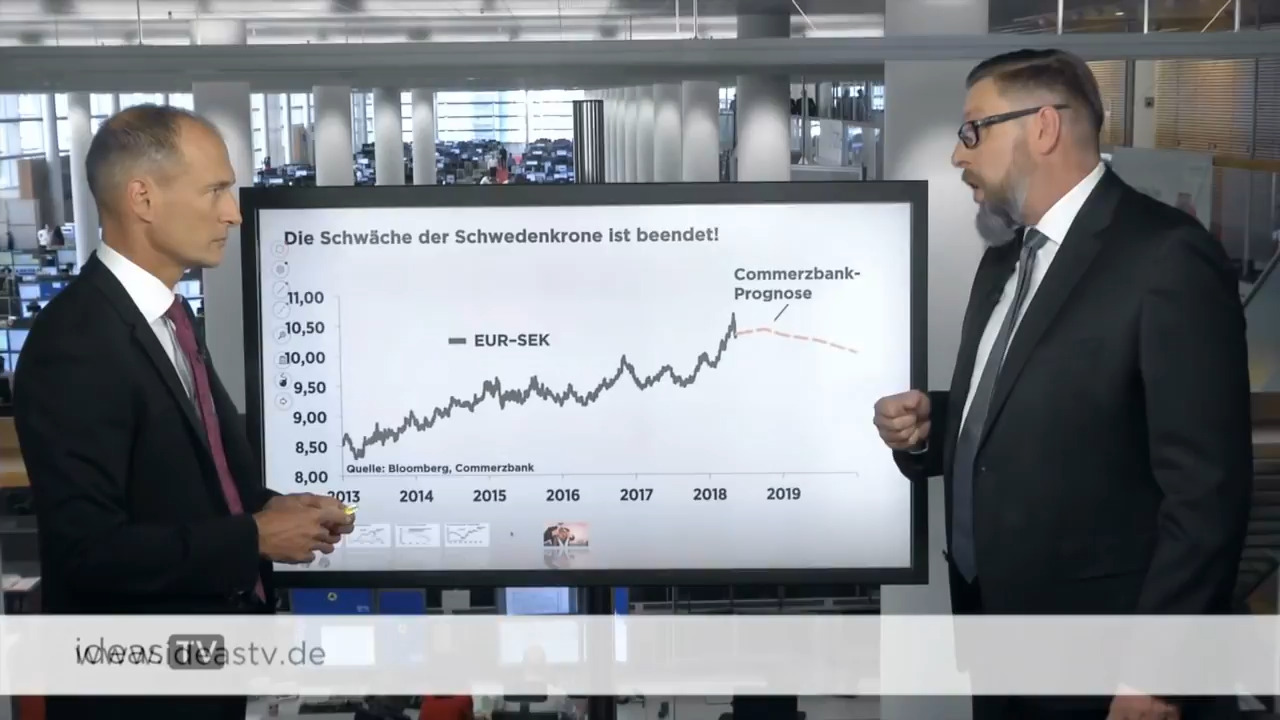 Die Schwäche der Schwedenkrone ist beendet!
Commerzbank-
Prognose
EUR-SEK
11,00
10,50
10,00
9,50
9,00
8,50
8,00
Quelle: Bloomberg, Commerzbank
2013 2014 2015 2016 2017 2018 2019
ideas TV
www.ideastv.de